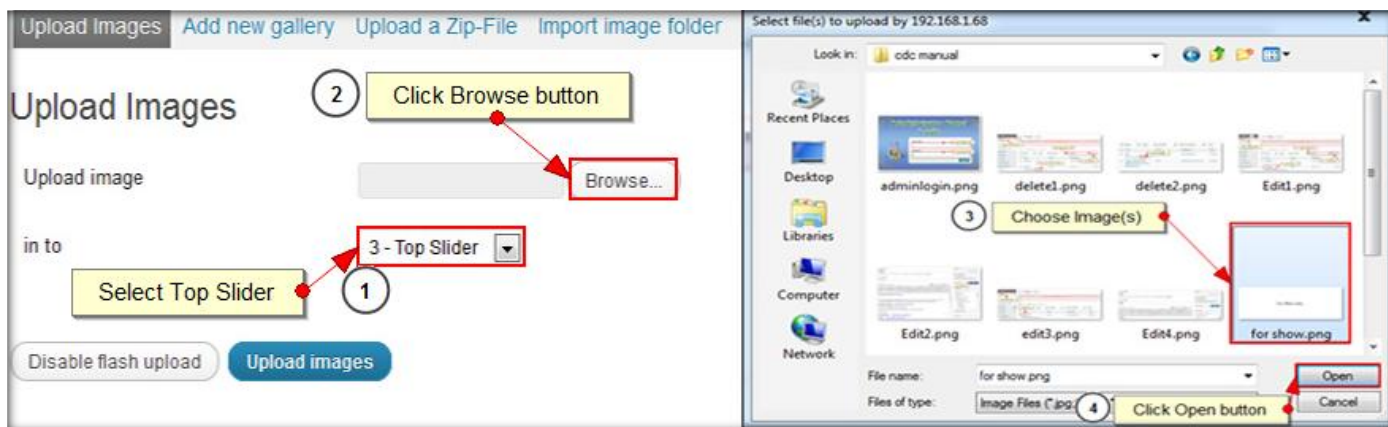 Upload Images Add new gallery Upload a Zip-File Import image folder
Upload Images
2 Click Browse button
Upload image
Browse...
in to
3 - Top Slider
Select Top Slider 1
Disable flash upload Upload images
Select file(s) to upload by 192.168.1.68
Look in: cdc manual
Recent Places
Desktop
Libraries
Computer
Network
adminlogin.png delete1.png delete2.png Edit1.png
3 Choose Image(s)
Edit2.png edit3.png Edit4.png for show.png
File name: for show.png Open
Files of type: Image Files (*.jpg; Cancel
4 Click Open button